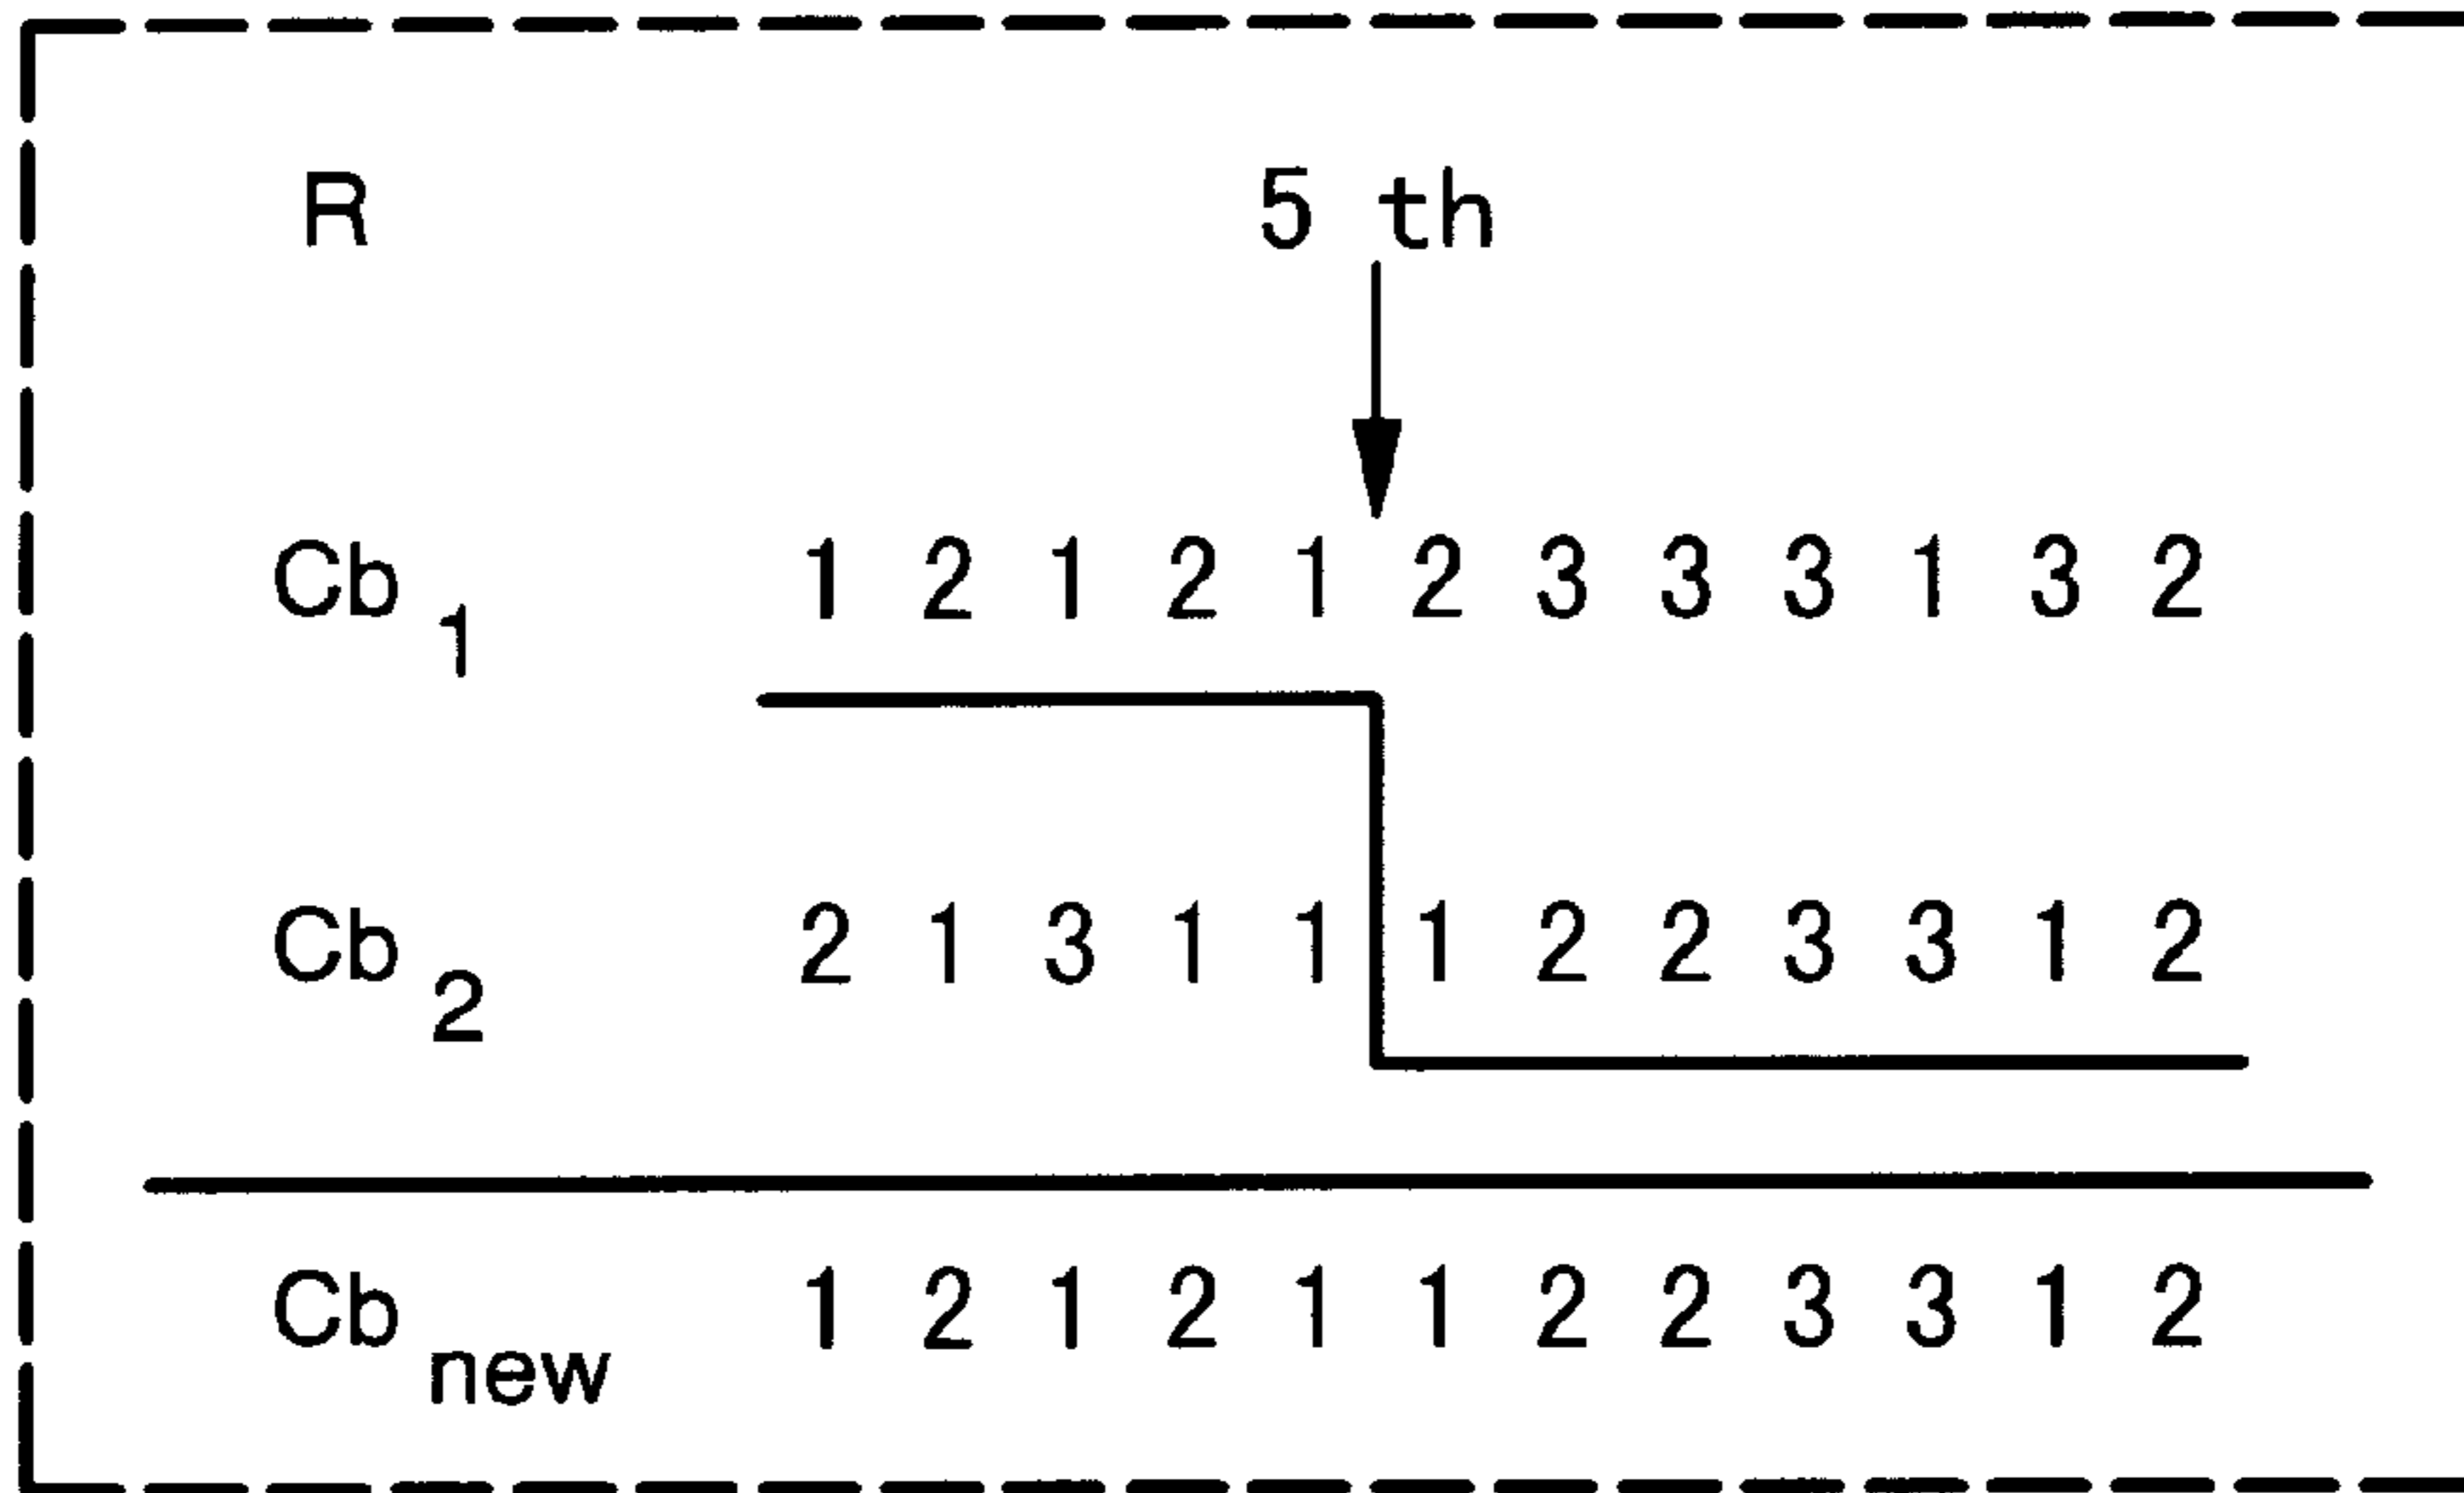 R 5 th
Cb 1 1 2 1 2 1 2 3 3 3 1 3 2
Cb 2 2 1 3 1 1 1 2 2 3 3 1 2
Cb new 1 2 1 2 1 1 2 2 3 3 1 2